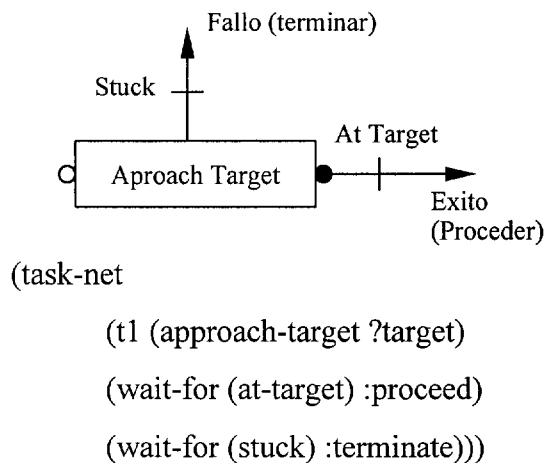 Fallo (terminar)
Stuck
At Target
Aproach Target
Exito
(Proceder)
(task-net
(t1 (approach-target ?target)
(wait-for (at-target) :proceed)
(wait-for (stuck) :terminate)))